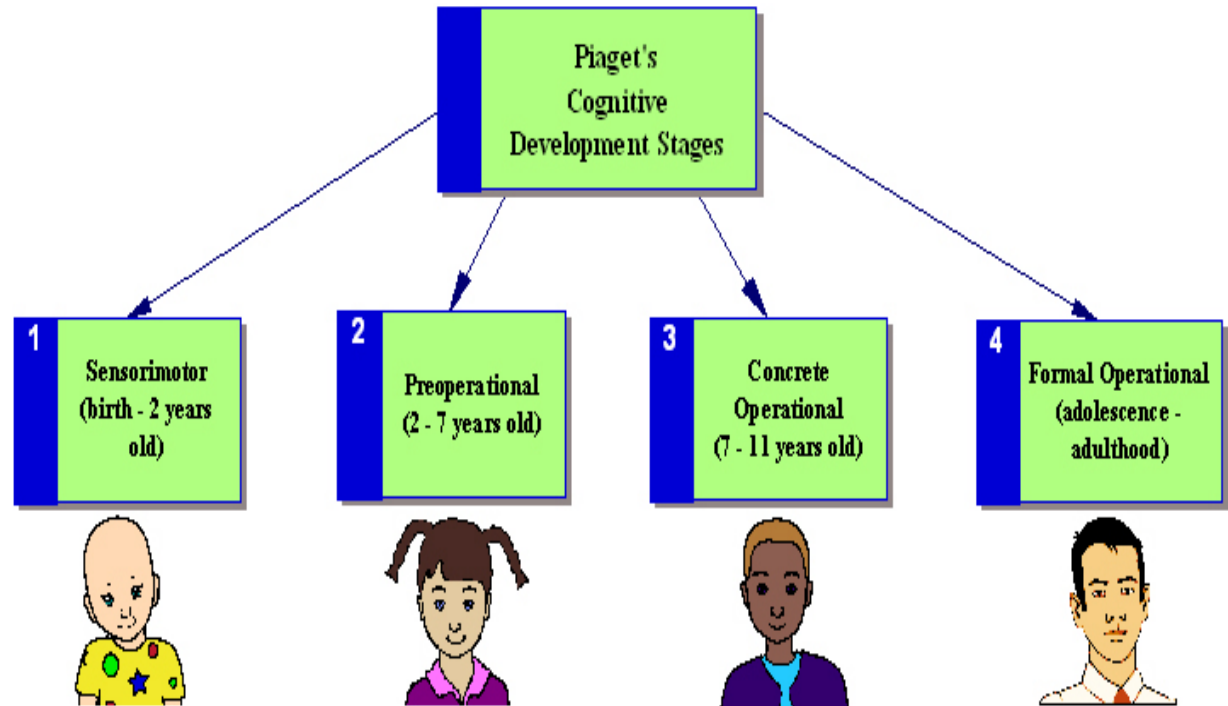 Piaget's
Cognitive
Development Stages
1
Sensorimotor
(birth - 2 years
old)
2
Preoperational
(2 - 7 years old)
3
Concrete
Operational
(7 - 11 years old)
4
Formal Operational
(adolescence -
adulthood)